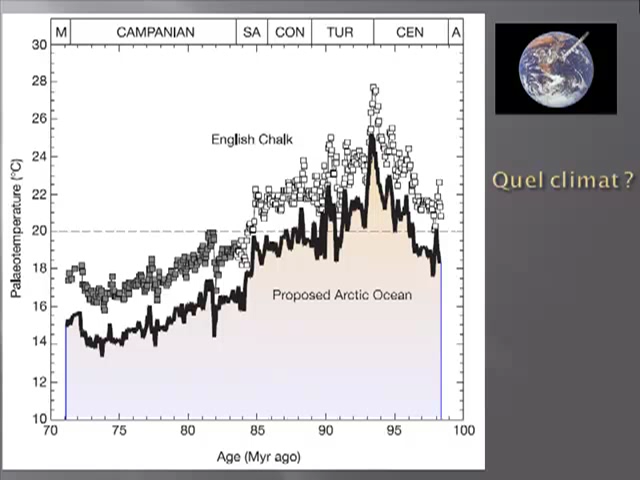 M CAMPANIAN SA CON TUR CEN A
30
28
26
24
22
20
18
16
14
12
10
Palaeotemperature (°C)
English Chalk
Proposed Arctic Ocean
70 75 80 85 90 95 100
Age (Myr ago)
Quel climat ?